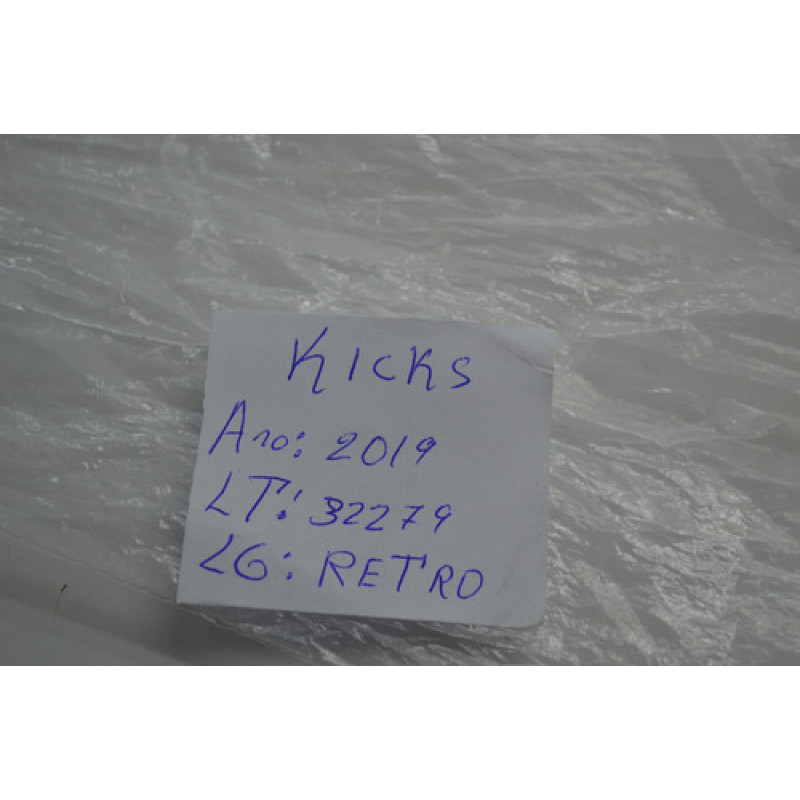 KICKS
Ano: 2019
LT: 32279
LG: RETRO